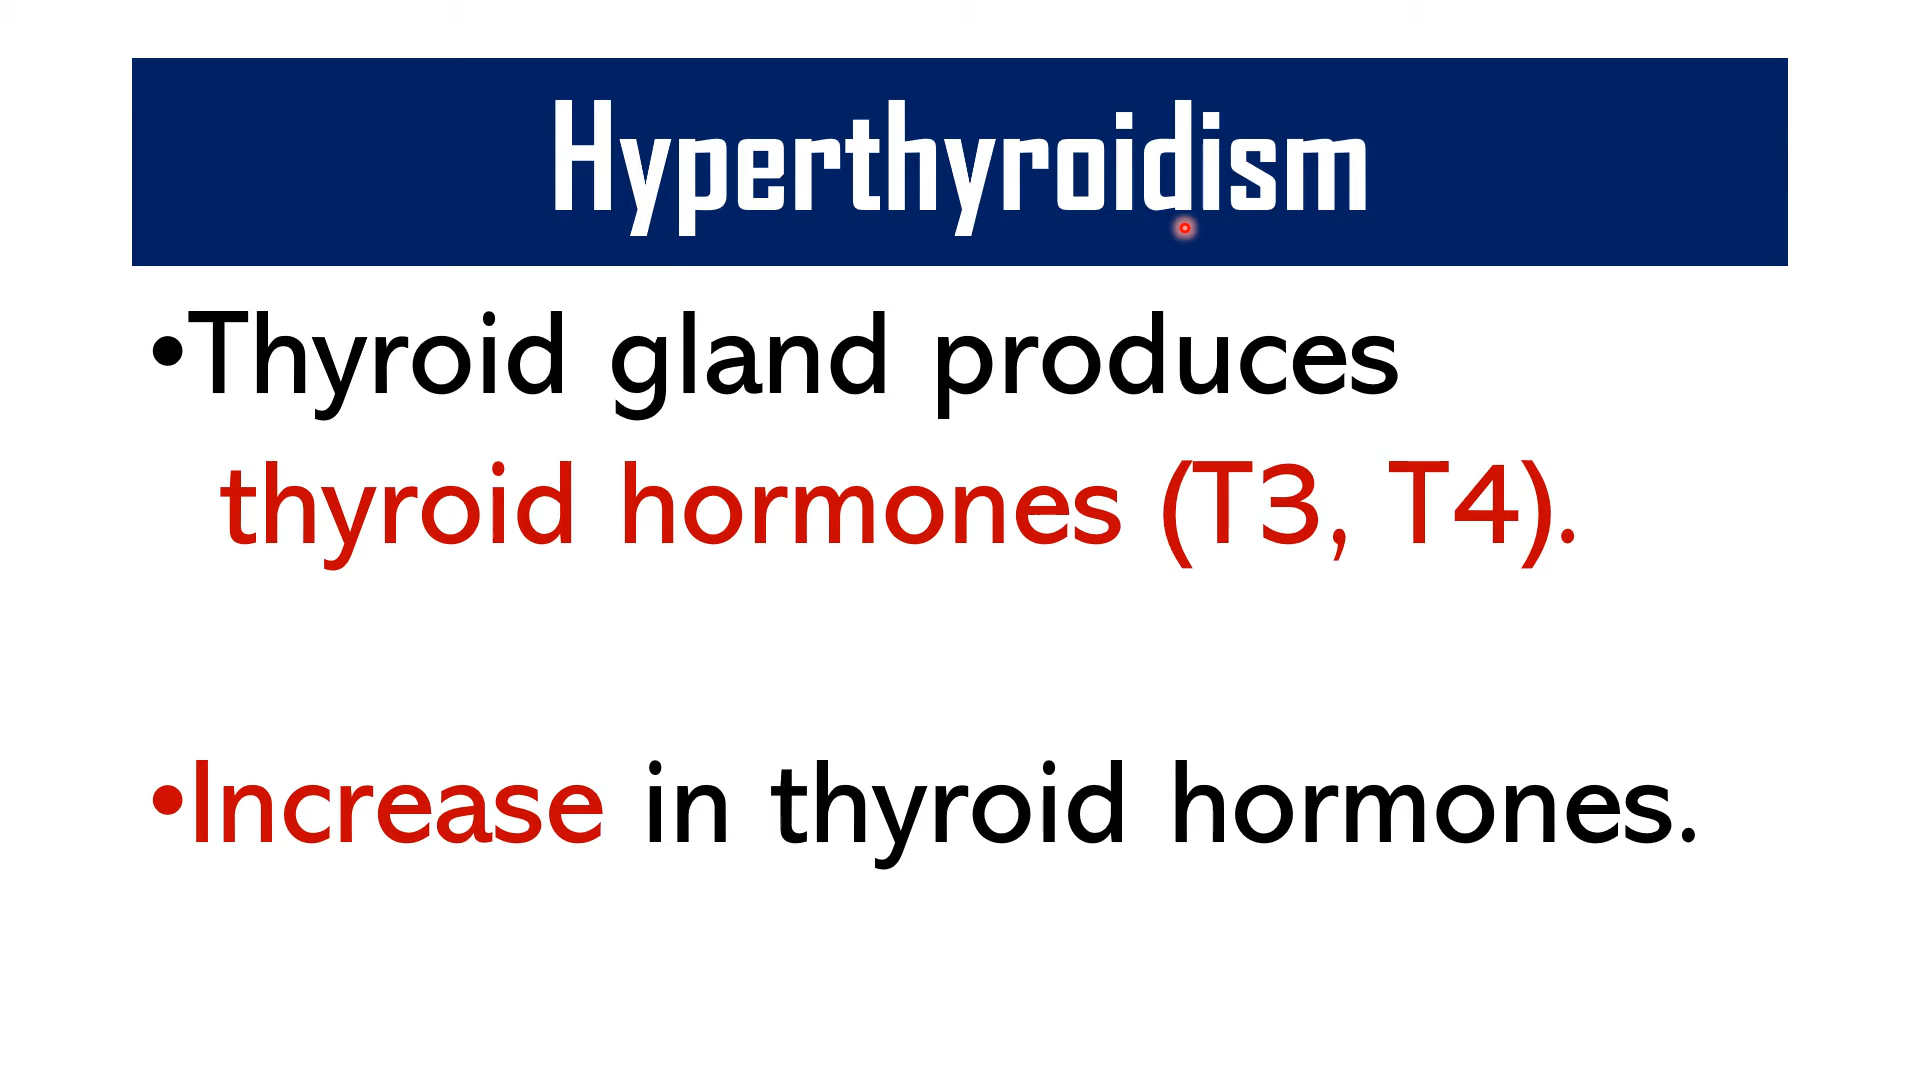 Hyperthyroidism
•Thyroid gland produces
thyroid hormones (T3, T4).
•Increase in thyroid hormones.